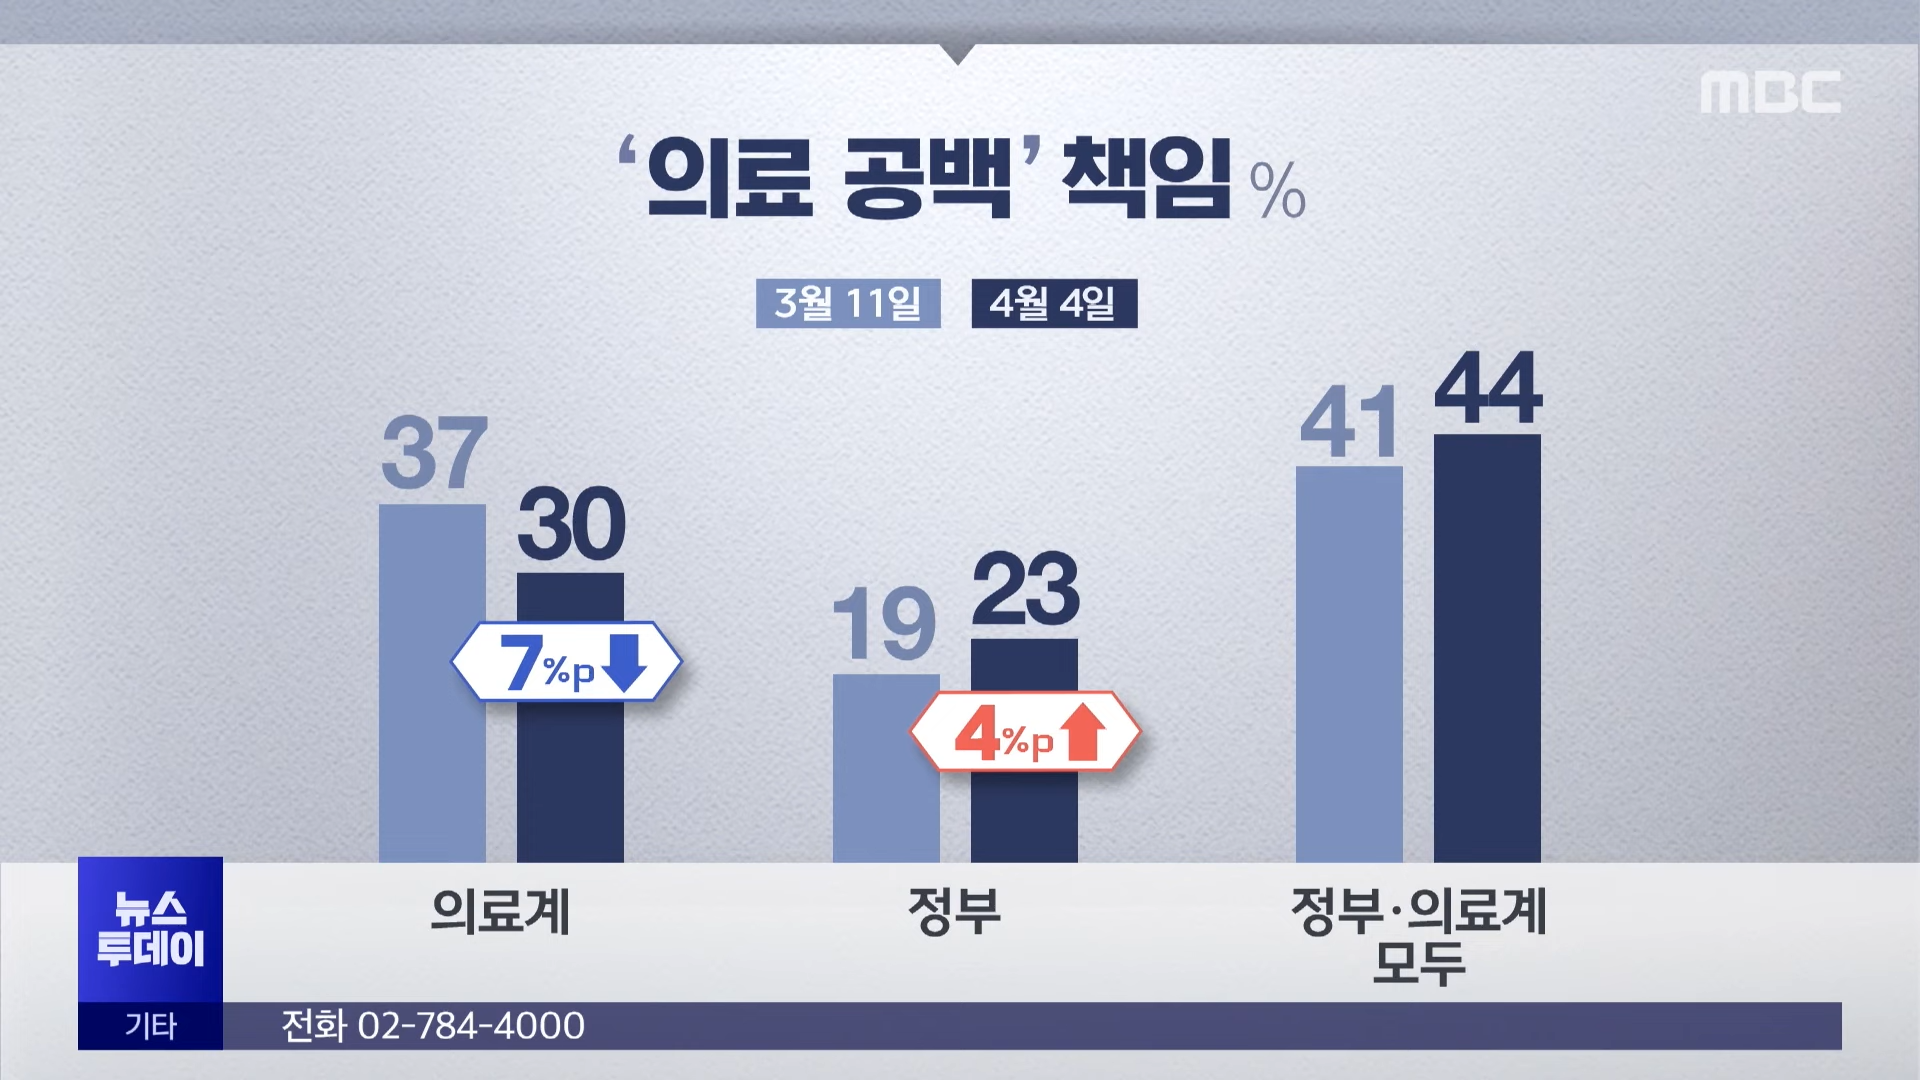 MBC
‘의료 공백’ 책임 %
3월 11일 4월 4일
37 30 19 23 41 44
7%p
4%p
의료계 정부 정부·의료계
모두
뉴스
투데이
기타 전화 02-784-4000